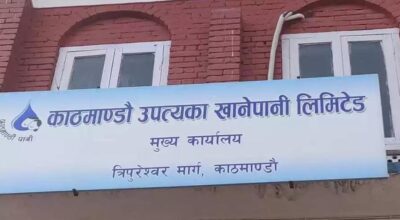 काठमाण्डौ उपत्यका खानेपानी लिमिटेड
मुख्य कार्यालय
त्रिपुरेश्वर मार्ग, काठमाण्डौ